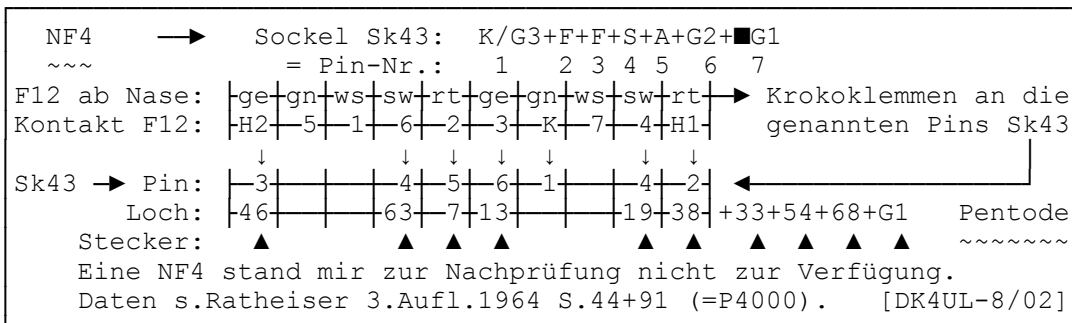 NF4 ──► Sockel Sk43: K/G3+F+F+S+A+G2+■G1
~~~ = Pin-Nr.: 1 2 3 4 5 6 7
F12 ab Nase: ├ge┼gn┼ws┼sw┼rt┼ge┼gn┼ws┼sw┼rt┼─► Krokoklemmen an die
Kontakt F12: ├H2┼─5┼─1┼─6┼─2┼─3┼─K┼─7┼─4┼H1┤ genannten Pins Sk43
↓ ↓ ↓ ↓ ↓ ↓ ↓
Sk43 ─► Pin: ├─3┼──┼──┼─4┼─5┼─6┼─1┼──┼─4┼─2┤ ◄
Loch: ├46┼──┼──┼63┼─7┼13┼──┼──┼19┼38┤ +33+54+68+G1 Pentode
Stecker: ▲ ▲ ▲ ▲ ▲ ▲ ▲ ▲ ▲ ▲ ~~~~~~~
Eine NF4 stand mir zur Nachprüfung nicht zur Verfügung.
Daten s.Ratheiser 3.Aufl.1964 S.44+91 (=P4000). [DK4UL-8/02]